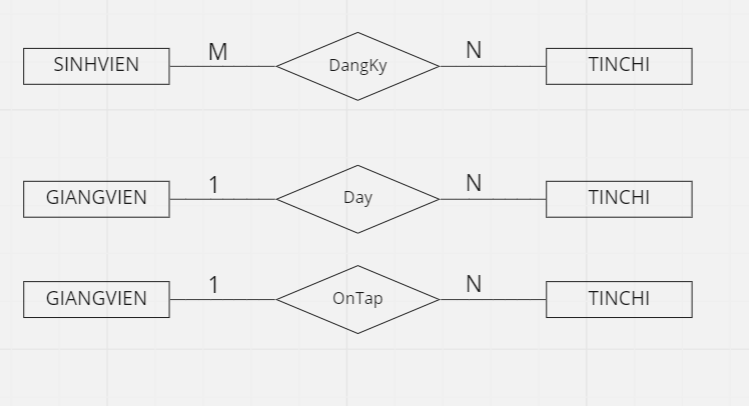 SINHVIEN M DangKy N TINCHI
GIANGVIEN 1 Day N TINCHI
GIANGVIEN 1 OnTap N TINCHI